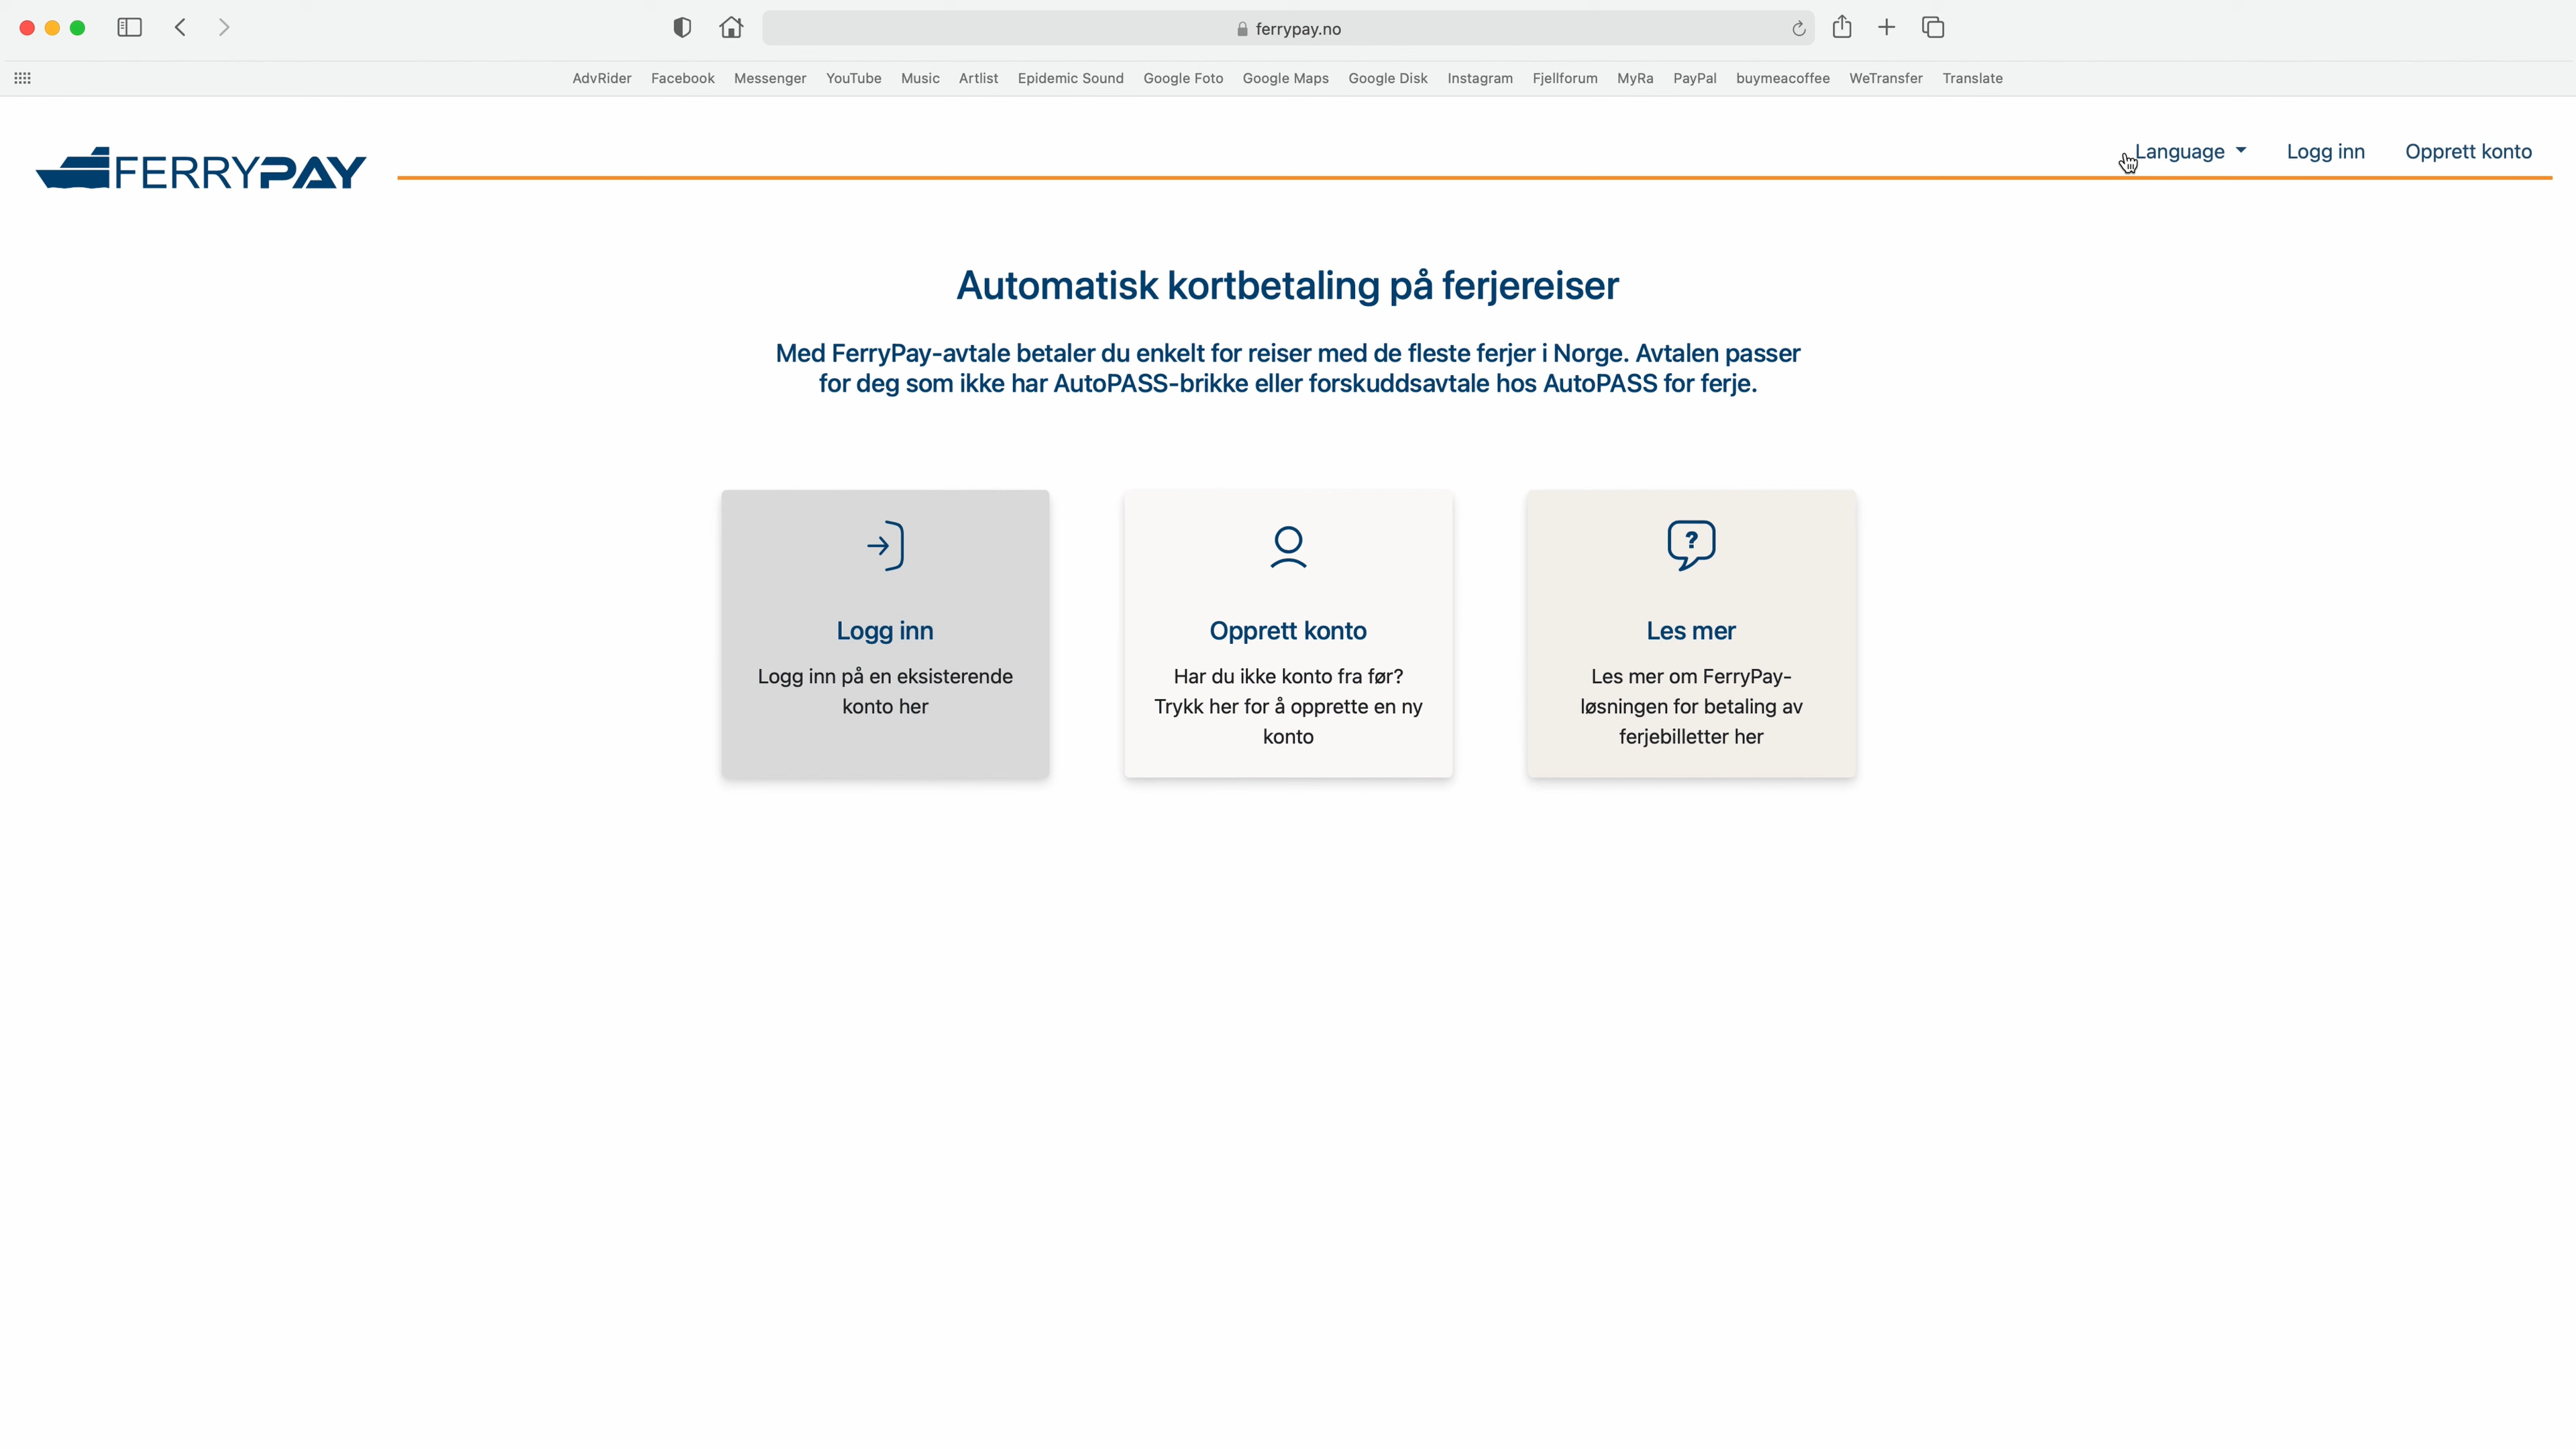 ferrypay.no
AdvRider Facebook Messenger YouTube Music Artlist Epidemic Sound Google Foto Google Maps Google Disk Instagram Fjellforum MyRa PayPal buymeacoffee WeTransfer Translate
FERRYPAY
Language Logg inn Opprett konto
Automatisk kortbetaling på ferjereiser
Med FerryPay-avtale betaler du enkelt for reiser med de fleste ferjer i Norge. Avtalen passer
for deg som ikke har AutoPASS-brikke eller forskuddsavtale hos AutoPASS for ferje.
Logg inn
Logg inn på en eksisterende
konto her
Opprett konto
Har du ikke konto fra før?
Trykk her for å opprette en ny
konto
?
Les mer
Les mer om FerryPay-
løsningen for betaling av
ferjebilletter her